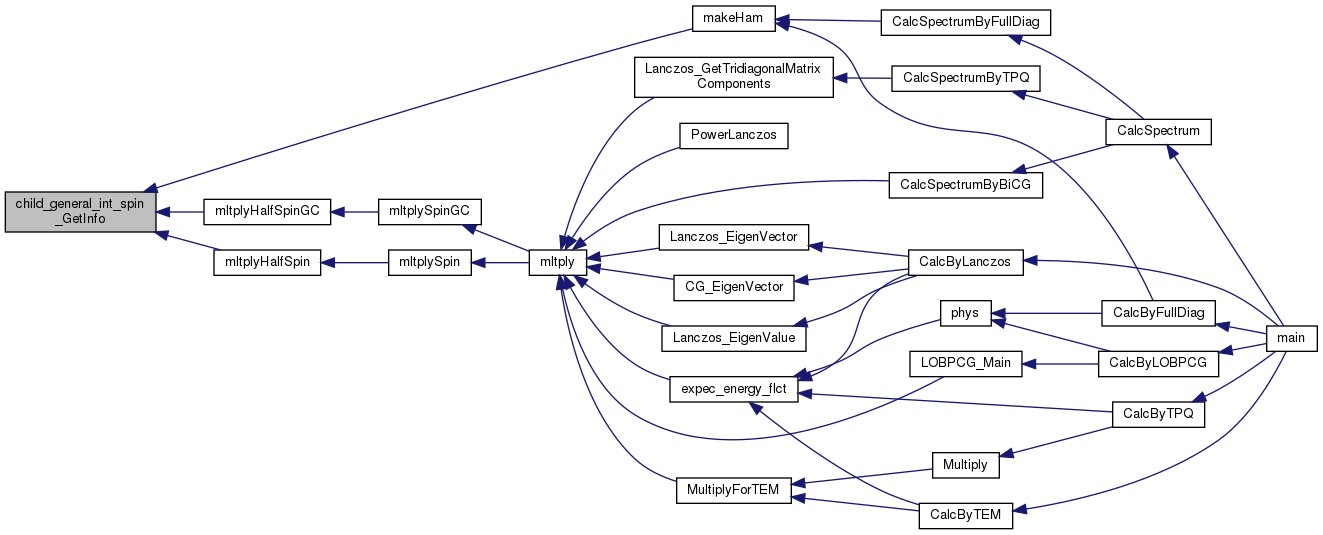 child_general_int_spin
_GetInfo
makeHam
mltplyHalfSpinGC
mltplySpinGC
mltplyHalfSpin
mltplySpin
mltply
Lanczos_GetTridiagonalMatrix
Components
PowerLanczos
CalcSpectrumByFullDiag
CalcSpectrumByTPQ
CalcSpectrum
CalcSpectrumByBiCG
Lanczos_EigenVector
CG_EigenVector
Lanczos_EigenValue
CalcByLanczos
expec_energy_flct
phys
LOBPCG_Main
CalcByFullDiag
CalcByLOBPCG
CalcByTPQ
main
Multiply
MultiplyForTEM
CalcByTEM